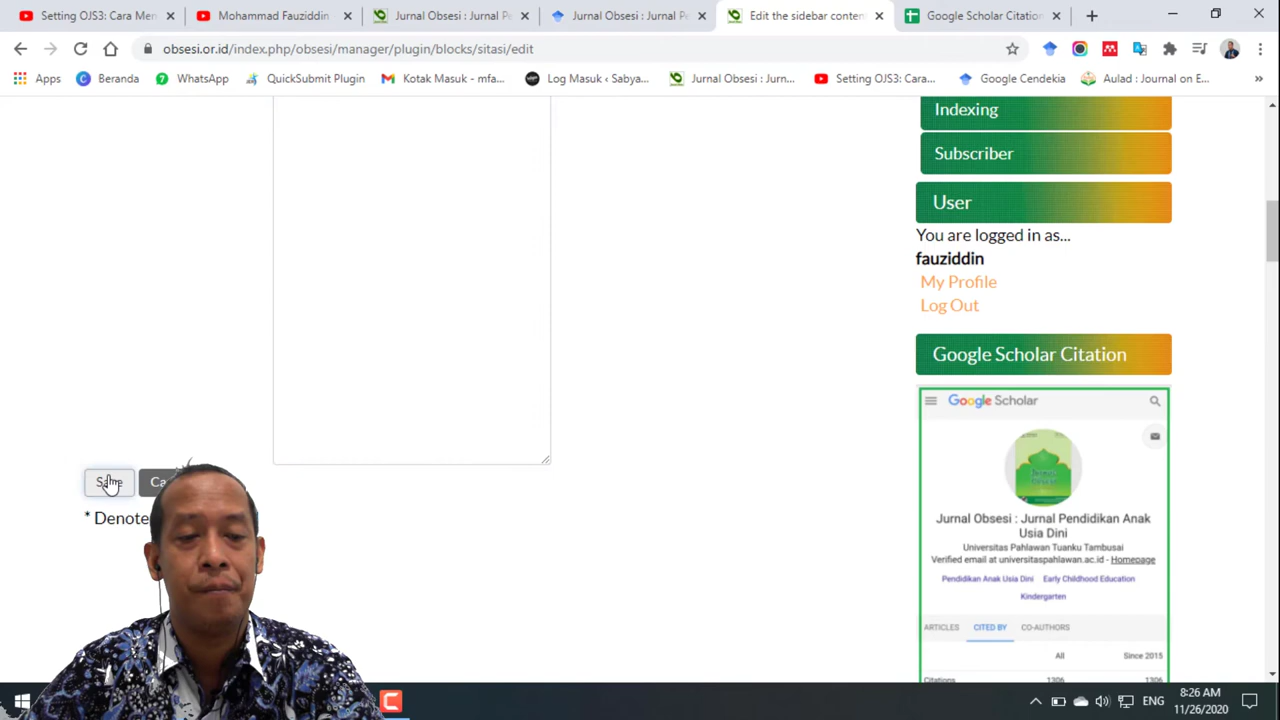 Setting OJS3: Cara Men
Mohammad Fauziddin
Jurnal Obsesi : Jurnal Pe
Jurnal Obsesi : Jurnal Pe
Edit the sidebar conten
Google Scholar Citation
obsesi.or.id/index.php/obsesi/manager/plugin/blocks/sitasi/edit
Apps
Beranda
WhatsApp
QuickSubmit Plugin
Kotak Masuk - mfa...
Log Masuk ‹ Sabya...
Jurnal Obsesi : Jurn...
Setting OJS3: Cara...
Google Cendekia
Aulad : Journal on E...
»
Indexing
Subscriber
User
You are logged in as...
fauziddin
My Profile
Log Out
Google Scholar Citation
Google Scholar
Jurnal Obsesi : Jurnal Pendidikan Anak
Usia Dini
Universitas Pahlawan Tuanku Tambusai
Verified email at universitaspahlawan.ac.id - Homepage
Pendidikan Anak Usia Dini Early Childhood Education
Kindergarten
ARTICLES CITED BY CO-AUTHORS
All Since 2015
Citations 1306 1306
* Denote
ENG
8:26 AM
11/26/2020